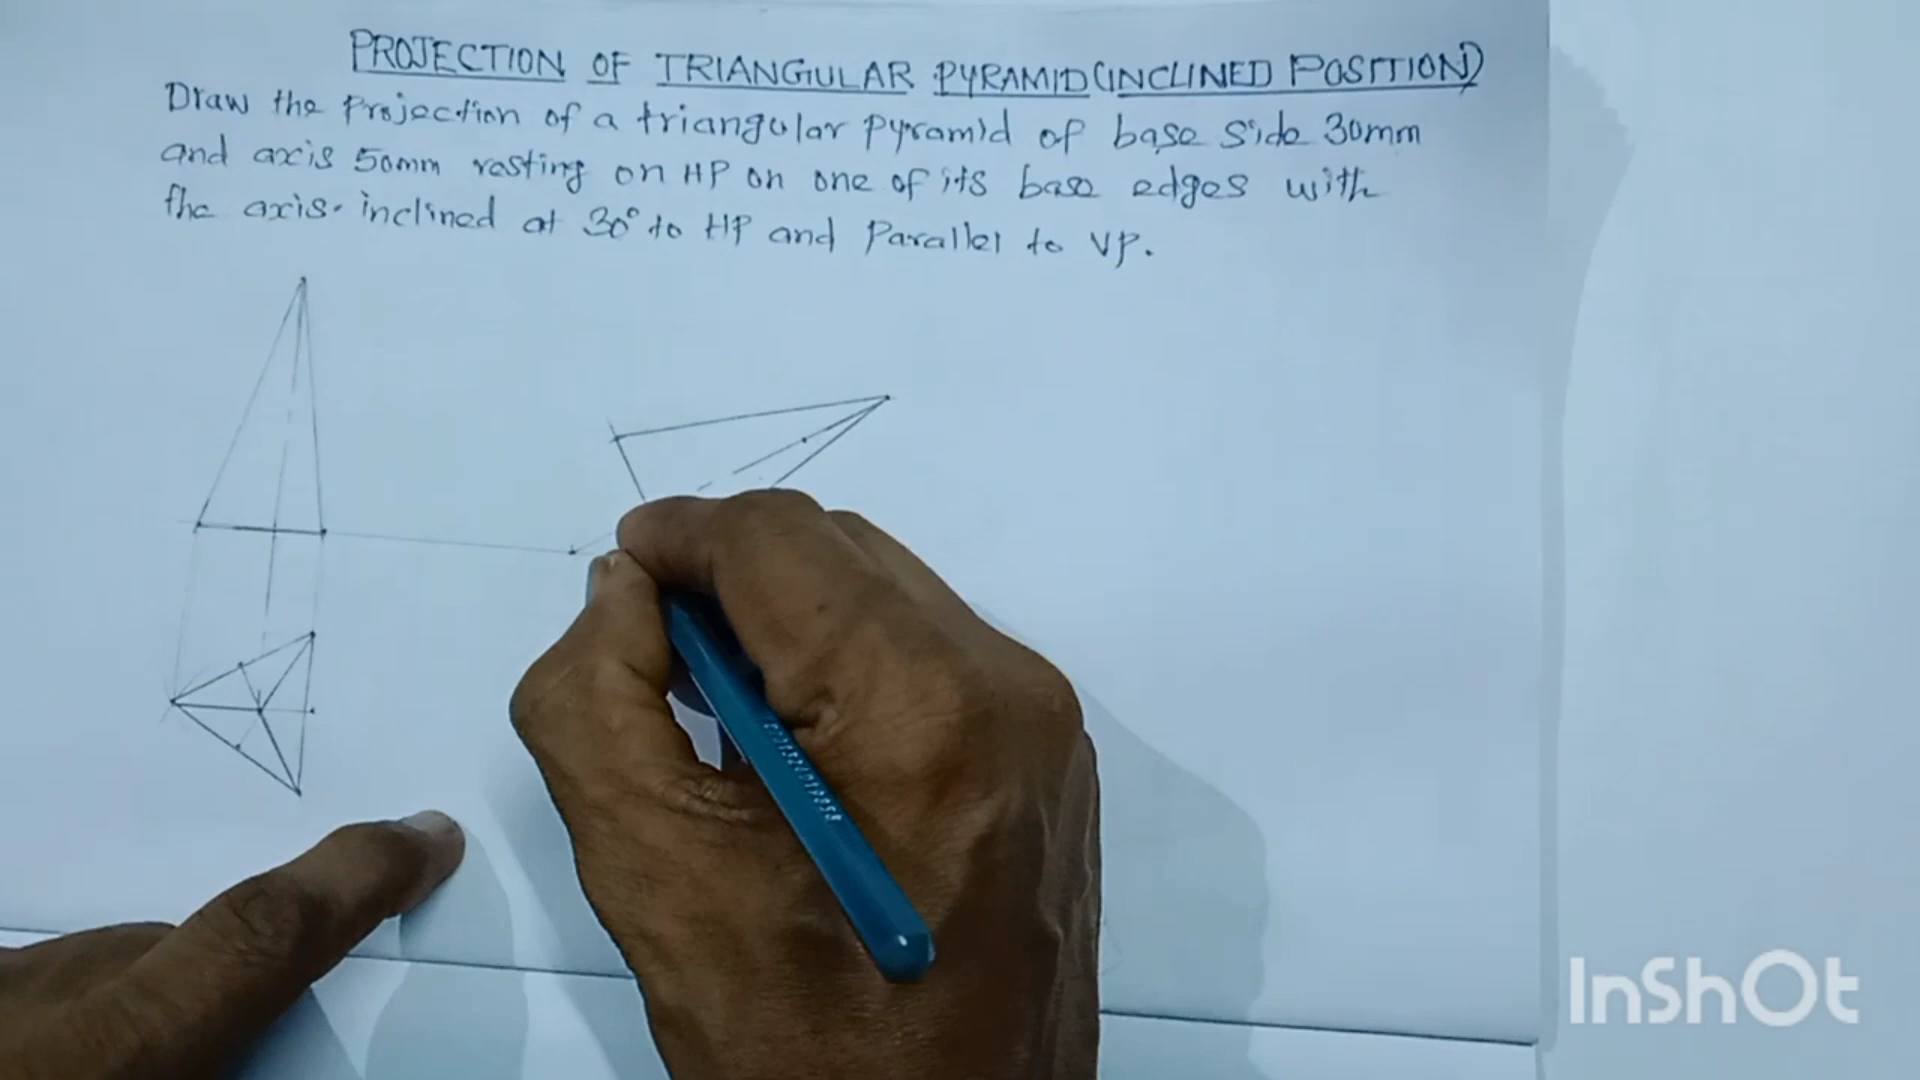 PROJECTION OF TRIANGULAR PYRAMID (INCLINED POSITION)
Draw the projection of a triangular pyramid of base side 30mm
and axis 50mm resting on HP on one of its base edges with
the axis inclined at 30° to HP and Parallel to VP.
InShOt